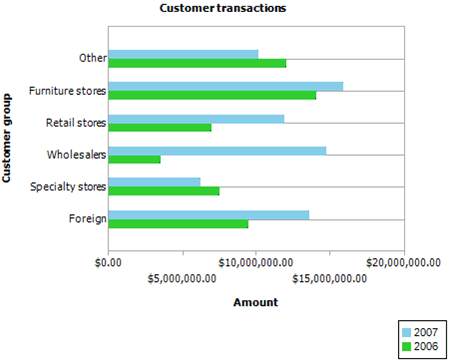 Customer transactions
Customer group
Other
Furniture stores
Retail stores
Wholesalers
Specialty stores
Foreign
$0.00 $10,000,000.00 $20,000,000.00
$5,000,000.00 $15,000,000.00
Amount
2007
2006